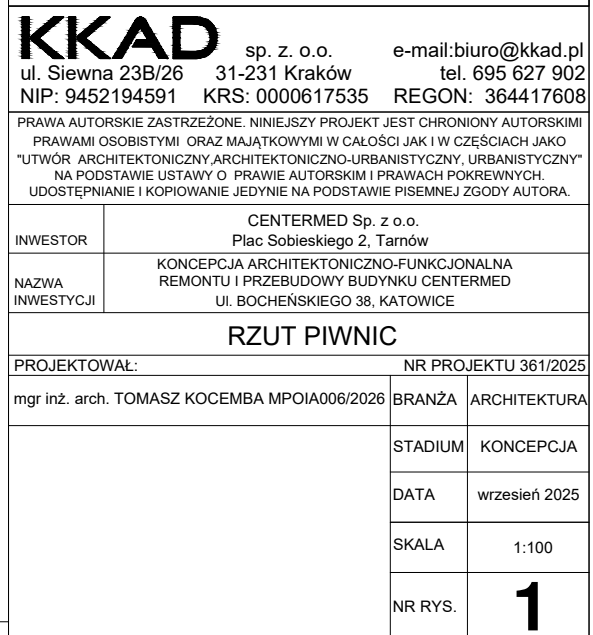 KKAD sp. z. o.o. e-mail:biuro@kkad.pl
ul. Siewna 23B/26 31-231 Kraków tel. 695 627 902
NIP: 9452194591 KRS: 0000617535 REGON: 364417608
PRAWA AUTORSKIE ZASTRZEŻONE. NINIEJSZY PROJEKT JEST CHRONIONY AUTORSKIMI
PRAWAMI OSOBISTYMI ORAZ MAJĄTKOWYMI W CAŁOŚCI JAK I W CZĘŚCIACH JAKO
"UTWÓR ARCHITEKTONICZNY,ARCHITEKTONICZNO-URBANISTYCZNY, URBANISTYCZNY"
NA PODSTAWIE USTAWY O PRAWIE AUTORSKIM I PRAWACH POKREWNYCH.
UDOSTĘPNIANIE I KOPIOWANIE JEDYNIE NA PODSTAWIE PISEMNEJ ZGODY AUTORA.
INWESTOR
CENTERMED Sp. z o.o.
Plac Sobieskiego 2, Tarnów
NAZWA
INWESTYCJI
KONCEPCJA ARCHITEKTONICZNO-FUNKCJONALNA
REMONTU I PRZEBUDOWY BUDYNKU CENTERMED
Ul. BOCHEŃSKIEGO 38, KATOWICE
RZUT PIWNIC
PROJEKTOWAŁ: NR PROJEKTU 361/2025
mgr inż. arch. TOMASZ KOCEMBA MPOIA006/2026 BRANŻA ARCHITEKTURA
STADIUM KONCEPCJA
DATA wrzesień 2025
SKALA 1:100
NR RYS. 1